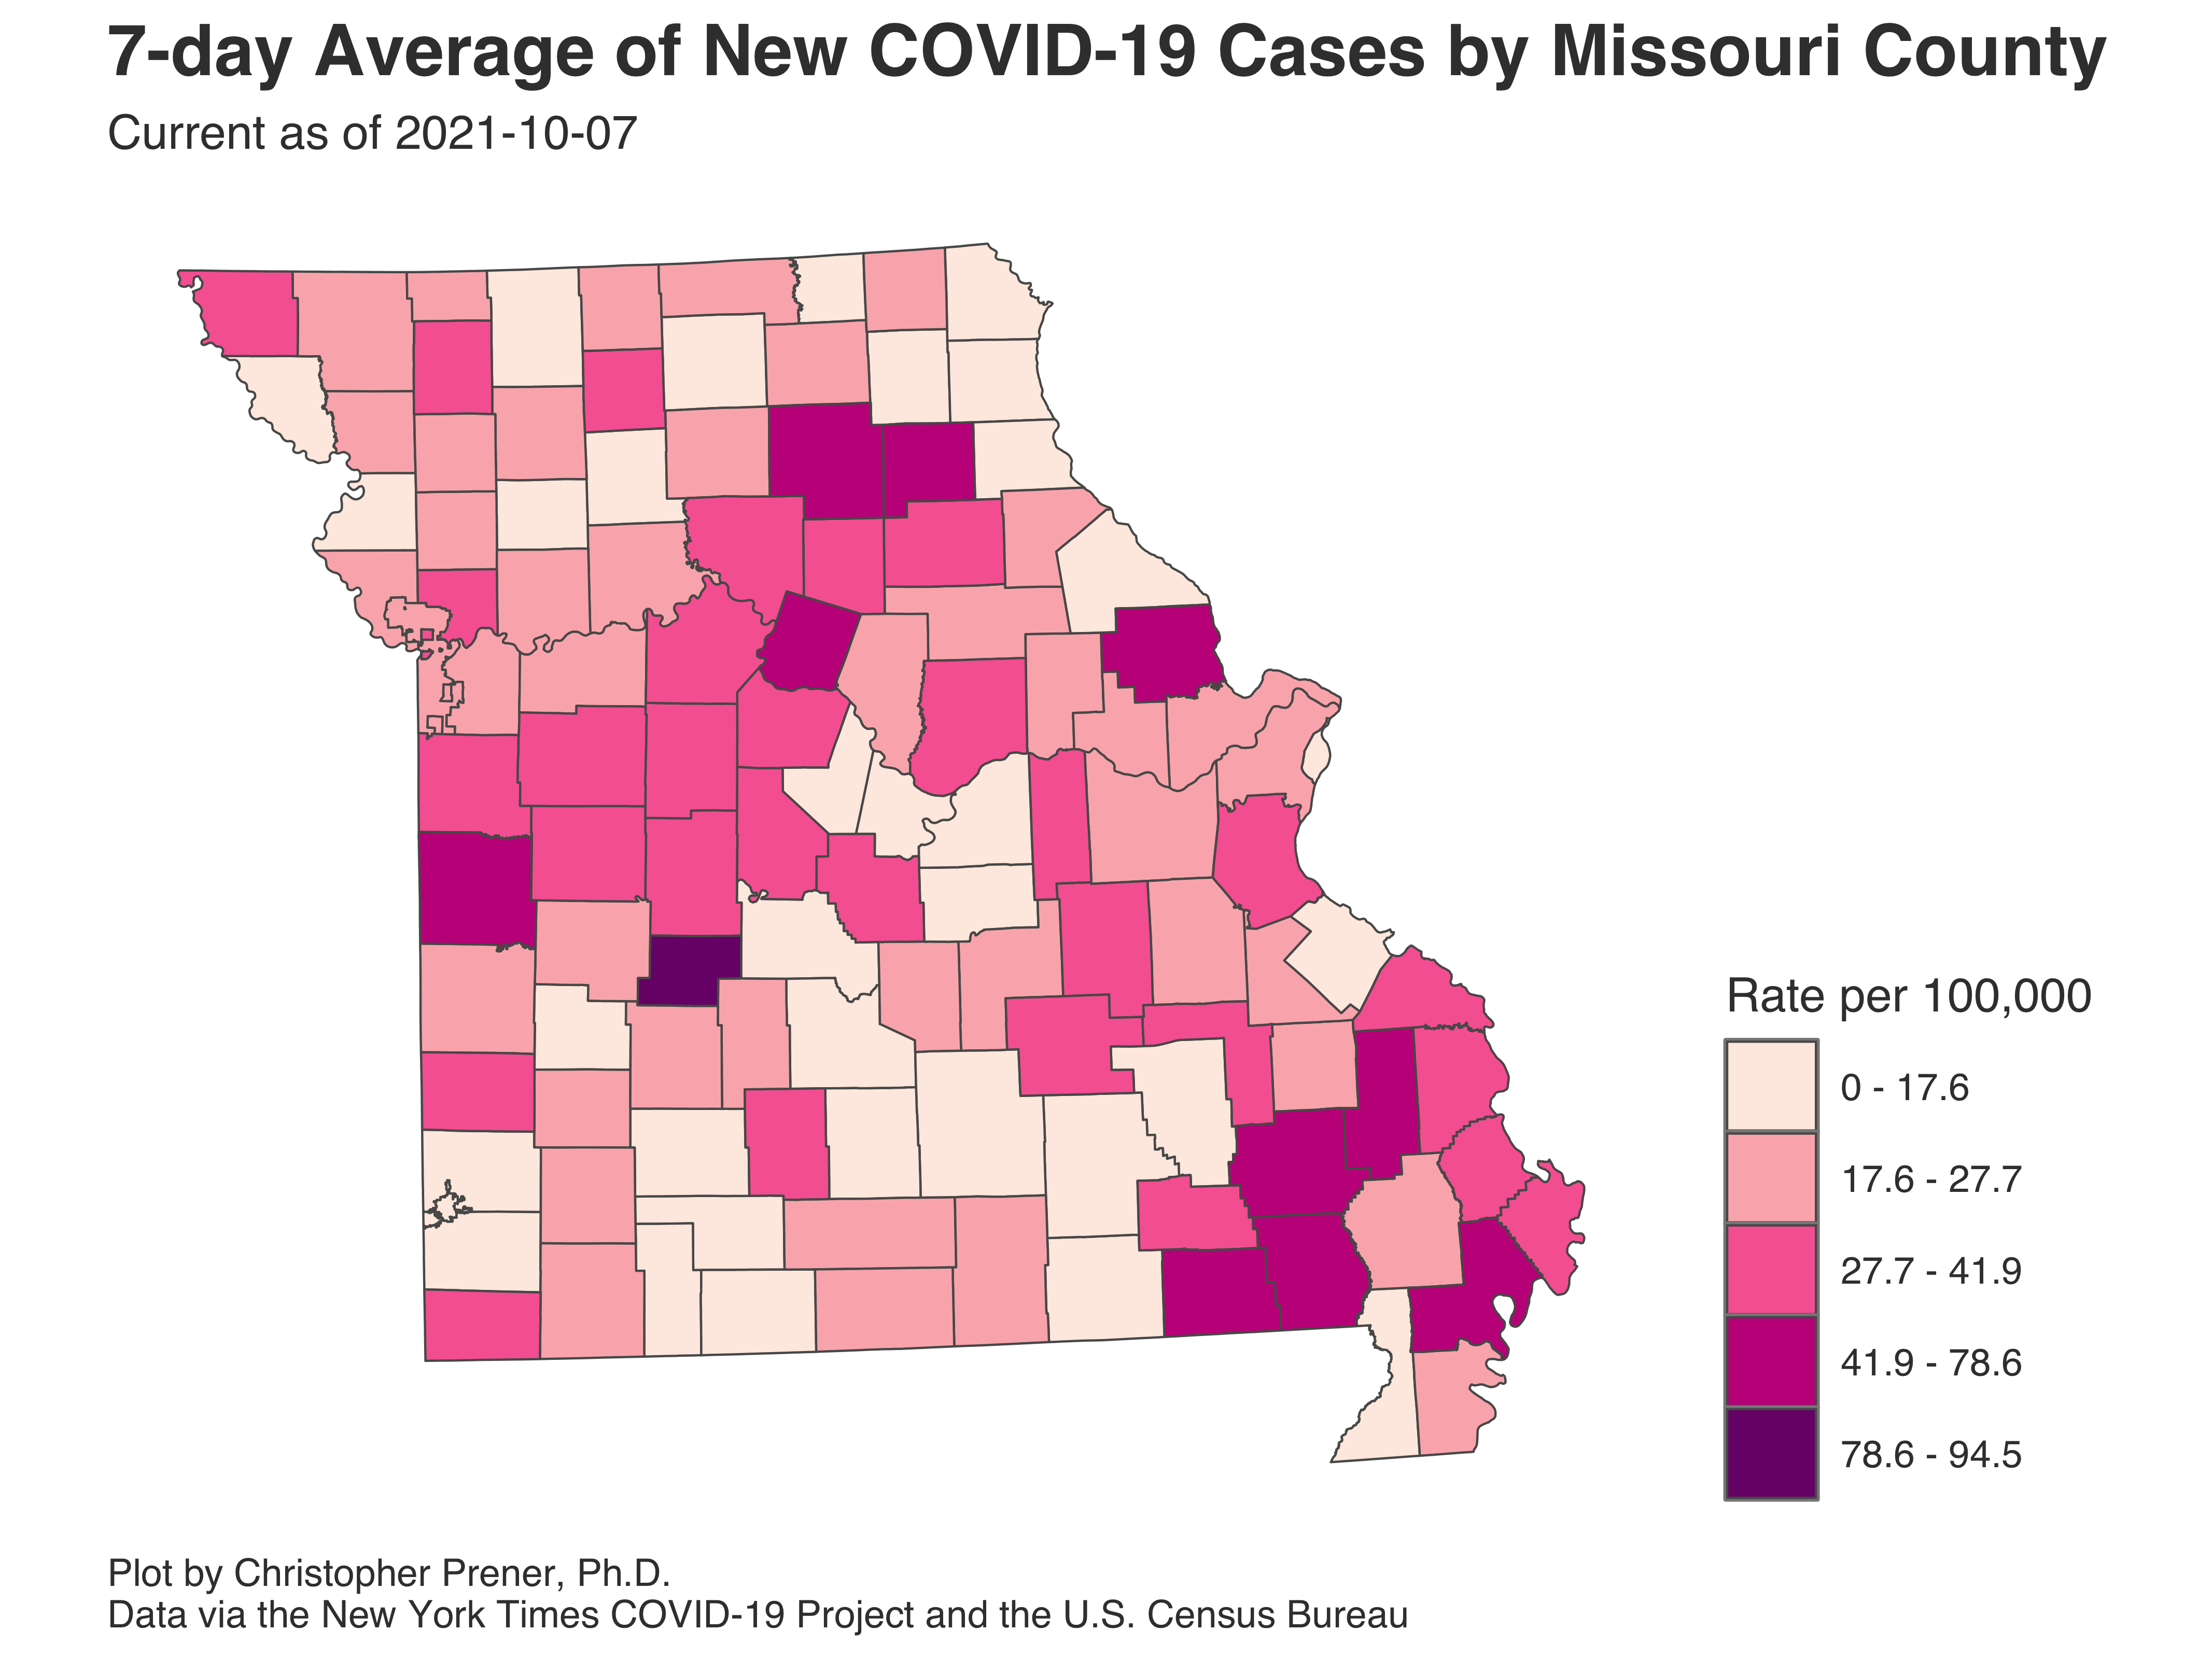 7-day Average of New COVID-19 Cases by Missouri County
Current as of 2021-10-07
Rate per 100,000
0 - 17.6
17.6 - 27.7
27.7 - 41.9
41.9 - 78.6
78.6 - 94.5
Plot by Christopher Prener, Ph.D.
Data via the New York Times COVID-19 Project and the U.S. Census Bureau